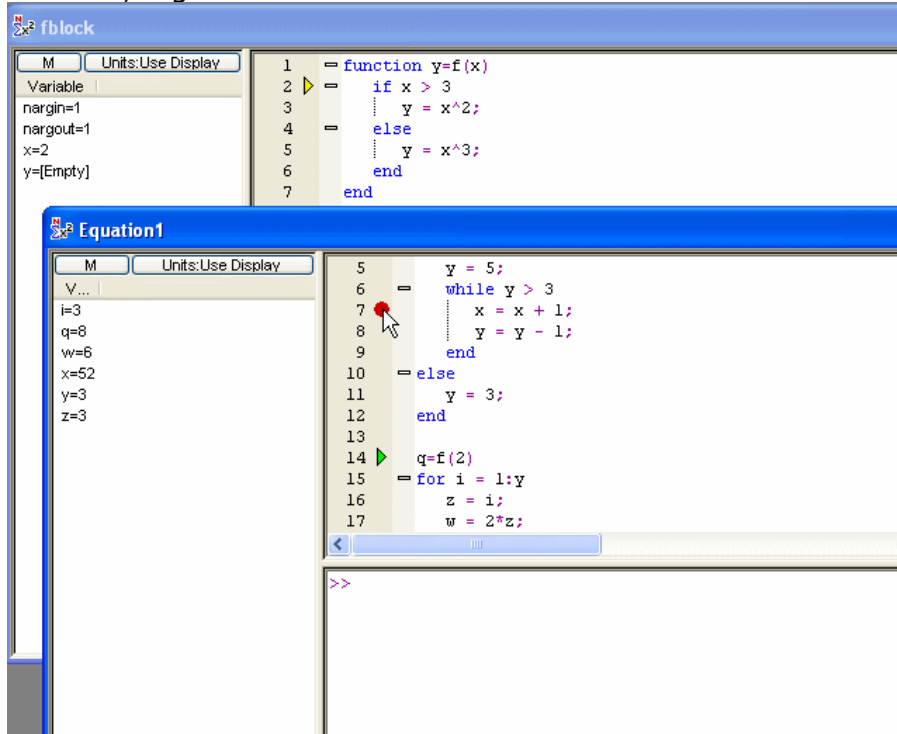 fblock
M Units:Use Display
Variable
nargin=1
nargout=1
x=2
y=[Empty]
1 function y=f(x)
2 if x > 3
3 y = x^2;
4 else
5 y = x^3;
6 end
7 end
Equation1
M Units:Use Display
V...
i=3
q=8
w=6
x=52
y=3
z=3
5 y = 5;
6 while y > 3
7 x = x + 1;
8 y = y - 1;
9 end
10 else
11 y = 3;
12 end
13
14 q=f(2)
15 for i = 1:y
16 z = i;
17 w = 2*z;
>>